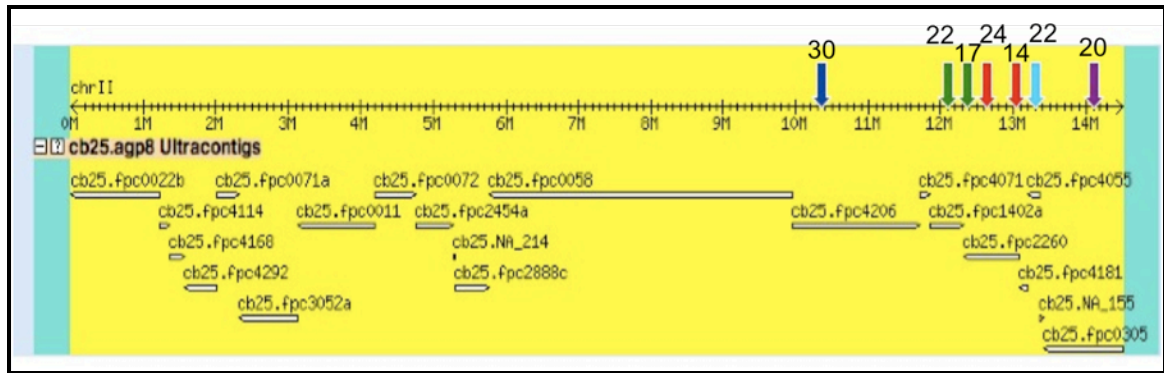 30 22 17 24 14 22 20
chrII
0M 1M 2M 3M 4M 5M 6M 7M 8M 9M 10M 11M 12M 13M 14M
cb25.agp8 Ultracontigs
cb25.fpc0022b cb25.fpc0071a cb25.fpc0072 cb25.fpc0058 cb25.fpc4071 cb25.fpc4055
cb25.fpc4114 cb25.fpc0011 cb25.fpc2454a cb25.fpc4206 cb25.fpc1402a
cb25.fpc4168 cb25.NA_214 cb25.fpc2260
cb25.fpc4292 cb25.fpc2888c cb25.fpc4181
cb25.fpc3052a cb25.NA_155
cb25.fpc0305